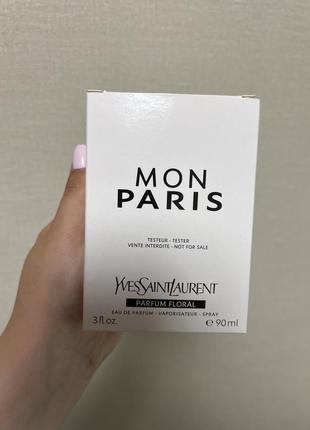 MON
PARIS
TESTEUR - TESTER
VENTE INTERDITE - NOT FOR SALE
YVESSAINTLAURENT
PARFUM FLORAL
EAU DE PARFUM - VAPORISATEUR - SPRAY
3 fl.oz. ℮ 90 ml